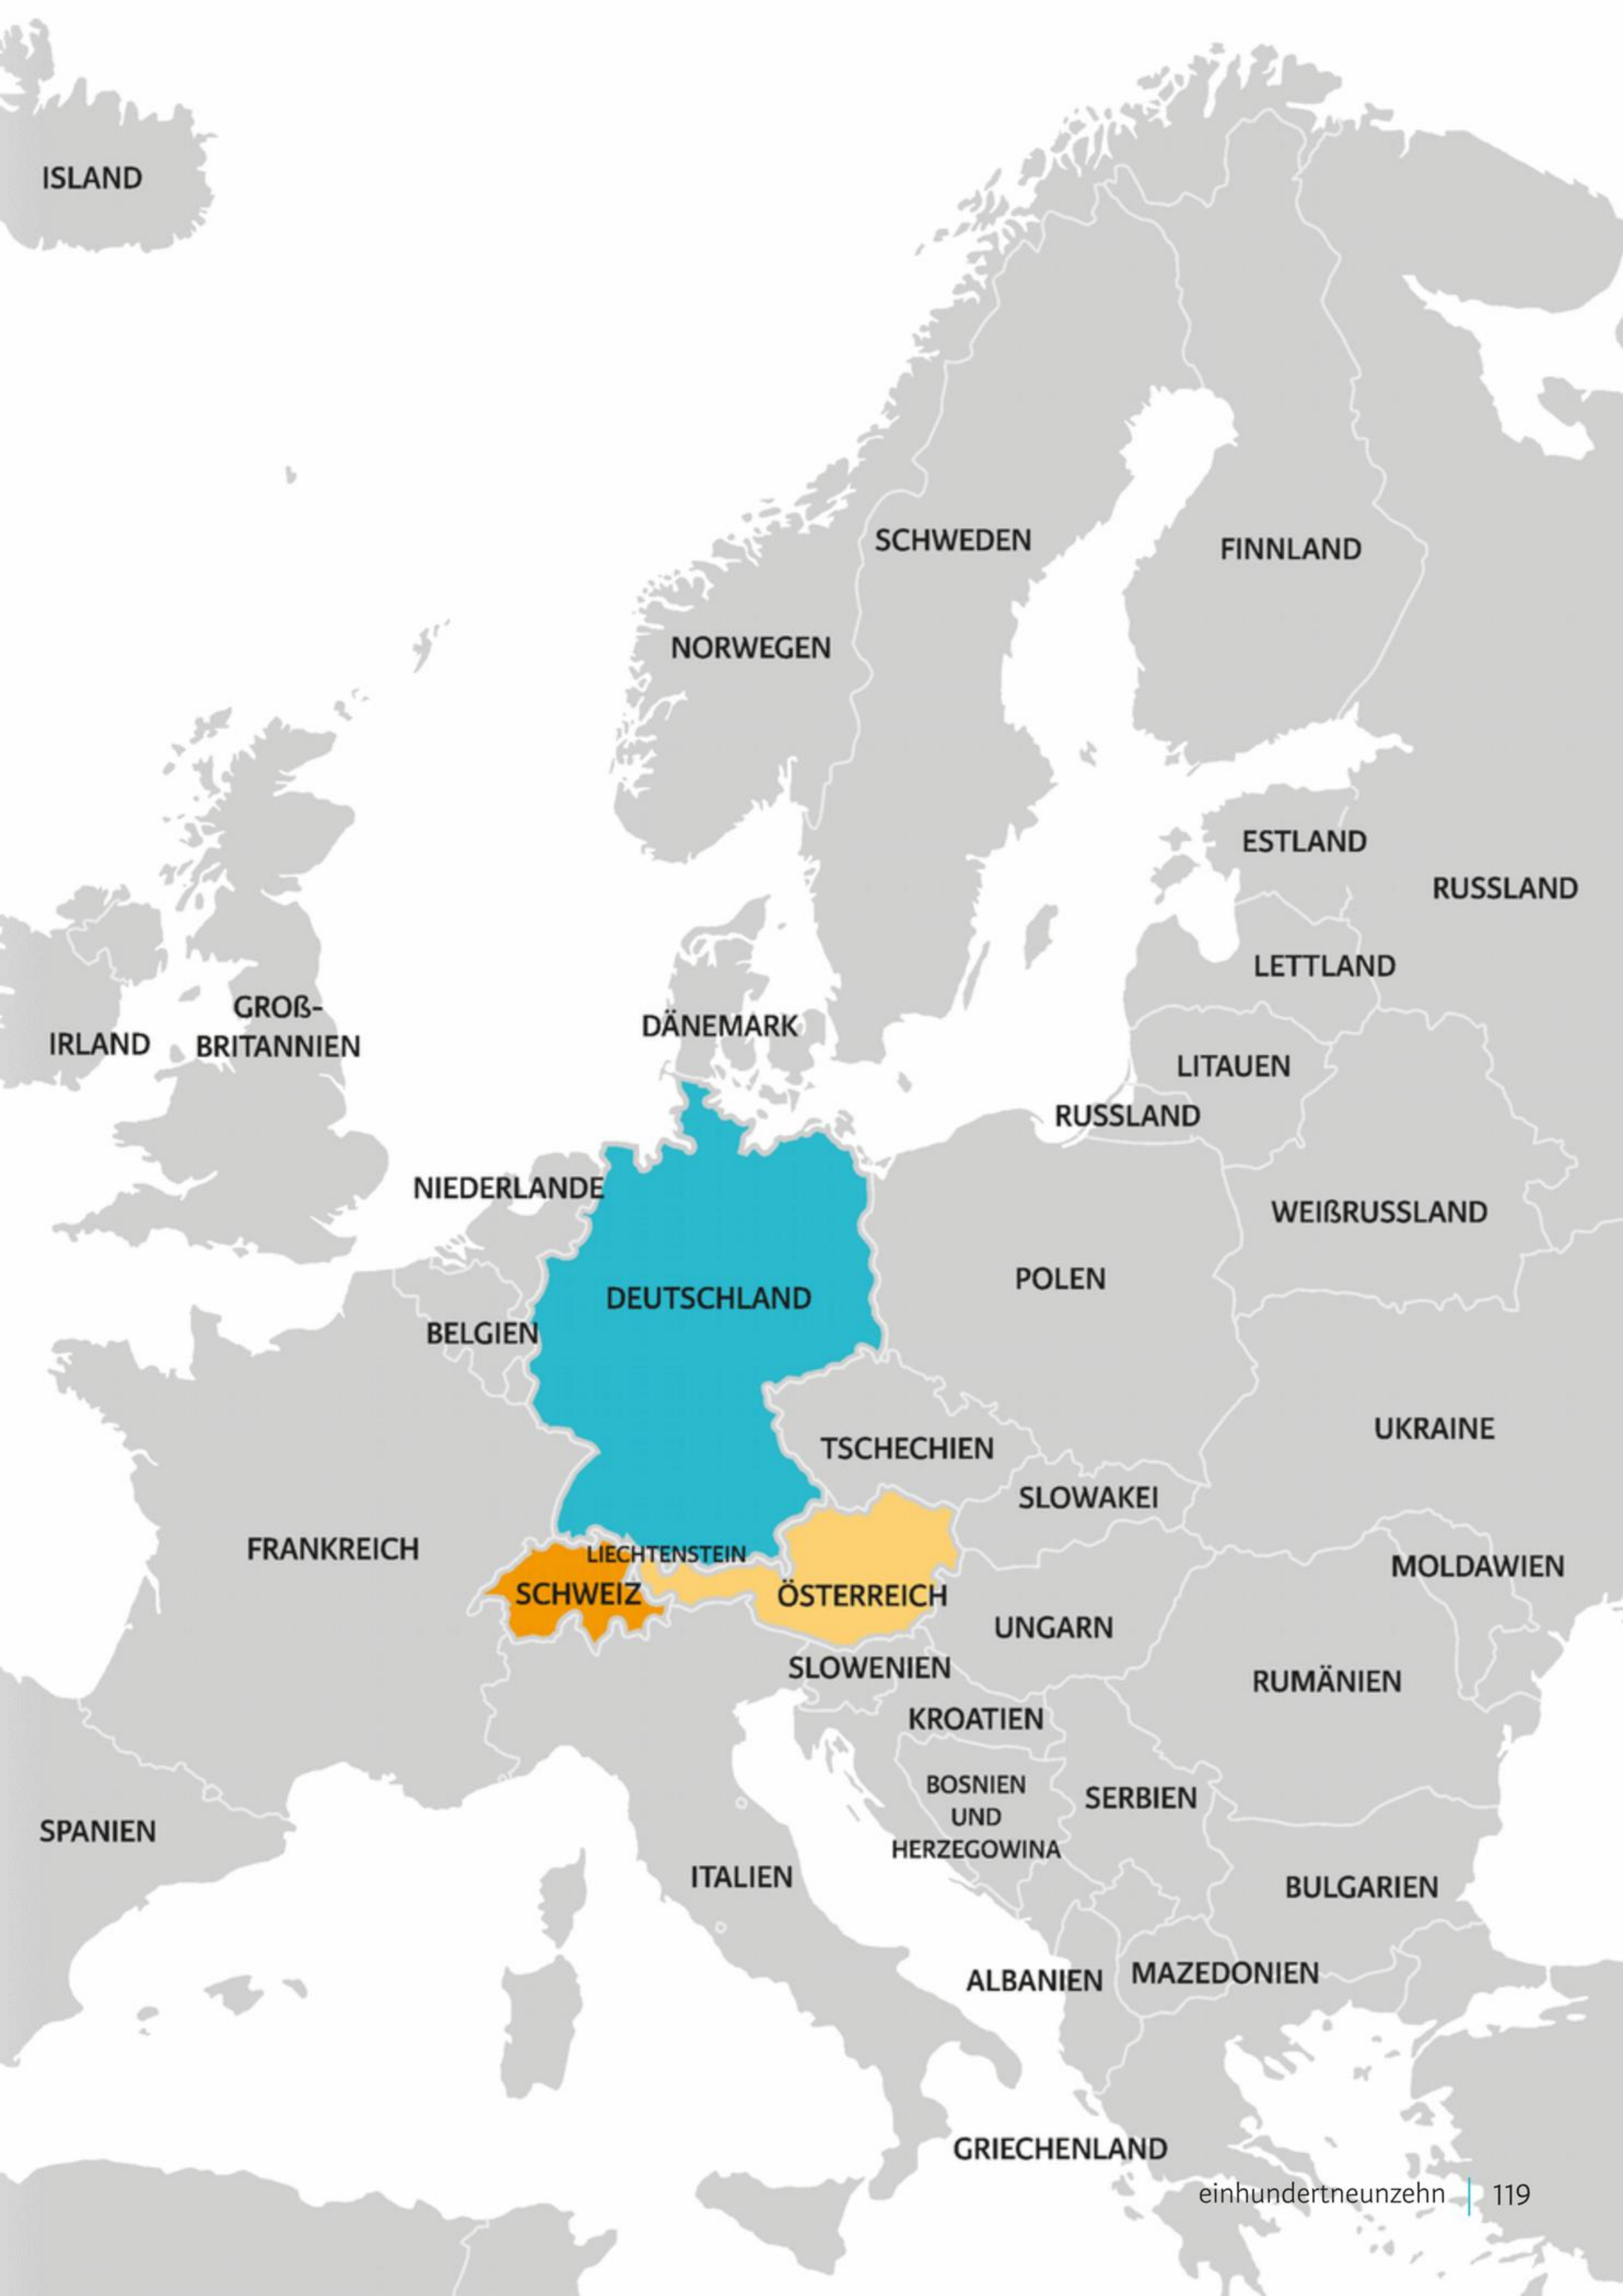 ISLAND
SCHWEDEN
FINNLAND
NORWEGEN
ESTLAND
RUSSLAND
LETTLAND
GROß-
BRITANNIEN
IRLAND
DÄNEMARK
LITAUEN
RUSSLAND
NIEDERLANDE
WEIßRUSSLAND
POLEN
DEUTSCHLAND
BELGIEN
UKRAINE
TSCHECHIEN
SLOWAKEI
FRANKREICH
LIECHTENSTEIN
MOLDAWIEN
SCHWEIZ
ÖSTERREICH
UNGARN
SLOWENIEN
RUMÄNIEN
KROATIEN
BOSNIEN
UND
HERZEGOWINA
SERBIEN
SPANIEN
ITALIEN
BULGARIEN
ALBANIEN
MAZEDONIEN
GRIECHENLAND
einhundertneunzehn | 119